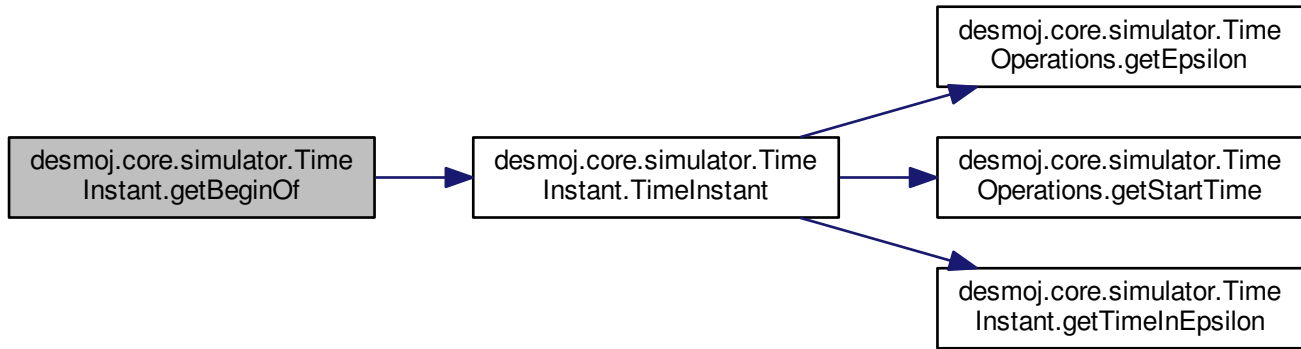 desmoj.core.simulator.Time
Instant.getBeginOf
desmoj.core.simulator.Time
Instant.TimeInstant
desmoj.core.simulator.Time
Operations.getEpsilon
desmoj.core.simulator.Time
Operations.getStartTime
desmoj.core.simulator.Time
Instant.getTimeInEpsilon